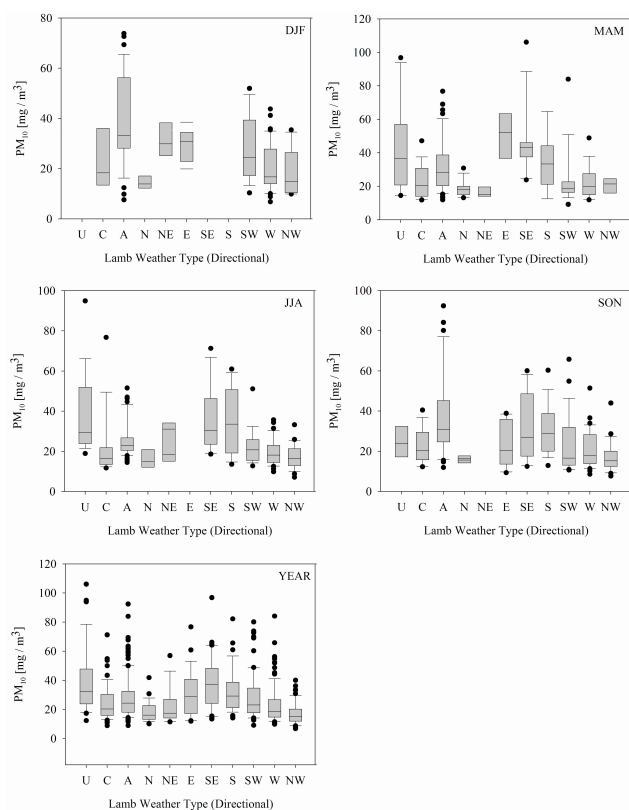 DJF
PM10 [mg / m3]
80
60
40
20
0
U C A N NE E SE S SW W NW
Lamb Weather Type (Directional)
MAM
PM10 [mg / m3]
120
100
80
60
40
20
0
U C A N NE E SE S SW W NW
Lamb Weather Type (Directional)
JJA
PM10 [mg / m3]
100
80
60
40
20
0
U C A N NE E SE S SW W NW
Lamb Weather Type (Directional)
SON
PM10 [mg / m3]
100
80
60
40
20
0
U C A N NE E SE S SW W NW
Lamb Weather Type (Directional)
YEAR
PM10 [mg / m3]
120
100
80
60
40
20
0
U C A N NE E SE S SW W NW
Lamb Weather Type (Directional)